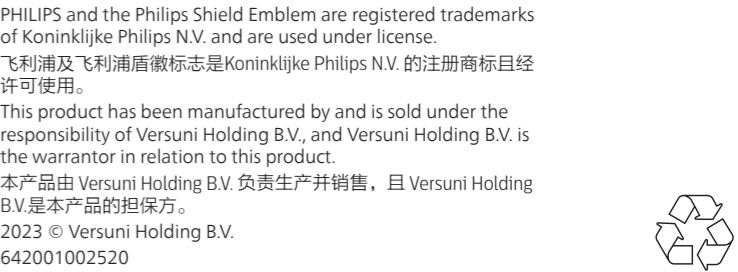 PHILIPS and the Philips Shield Emblem are registered trademarks
of Koninklijke Philips N.V. and are used under license.
飞利浦及飞利浦盾徽标志是Koninklijke Philips N.V. 的注册商标且经
许可使用。
This product has been manufactured by and is sold under the
responsibility of Versuni Holding B.V., and Versuni Holding B.V. is
the warrantor in relation to this product.
本产品由 Versuni Holding B.V. 负责生产并销售，且 Versuni Holding
B.V.是本产品的担保方。
2023 © Versuni Holding B.V.
642001002520